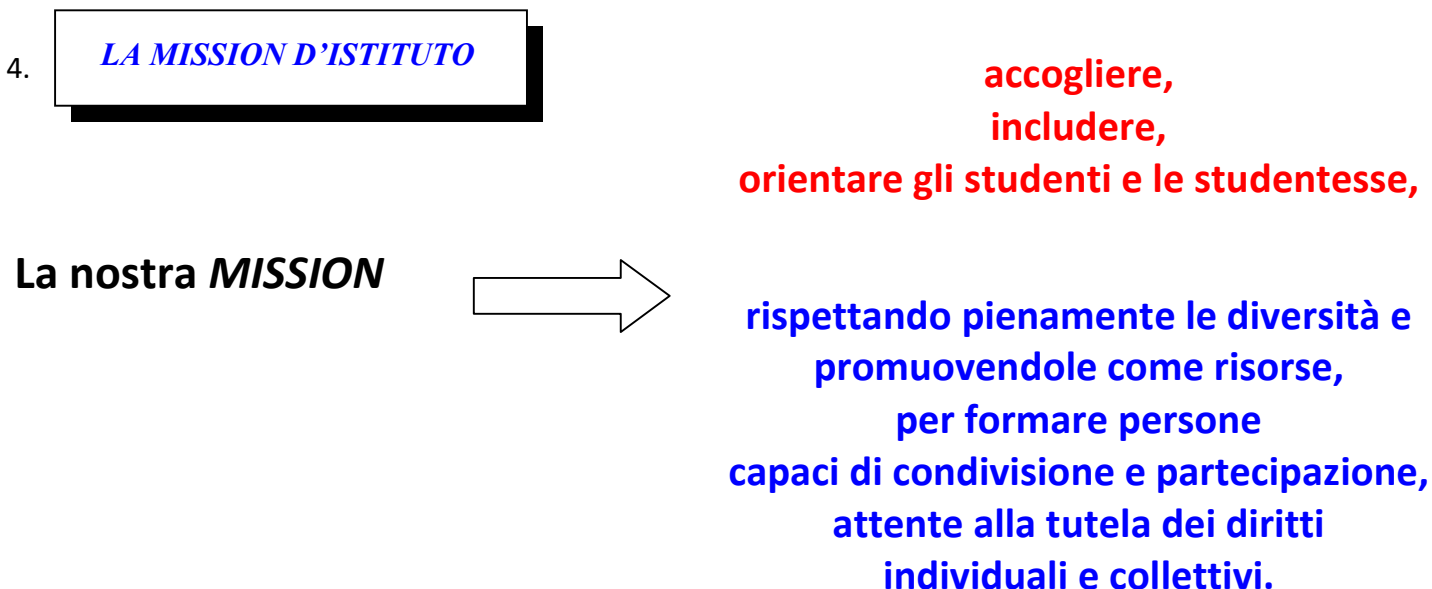 4.
LA MISSION D’ISTITUTO
accogliere,
includere,
orientare gli studenti e le studentesse,
La nostra MISSION
rispettando pienamente le diversità e
promuovendole come risorse,
per formare persone
capaci di condivisione e partecipazione,
attente alla tutela dei diritti
individuali e collettivi.